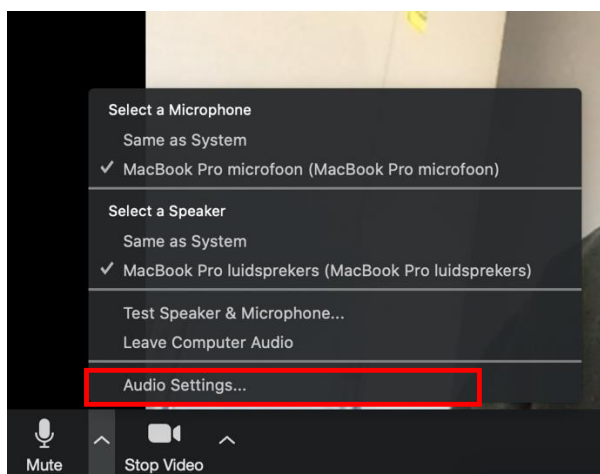 Select a Microphone
Same as System
MacBook Pro microfoon (MacBook Pro microfoon)
Select a Speaker
Same as System
MacBook Pro luidsprekers (MacBook Pro luidsprekers)
Test Speaker & Microphone...
Leave Computer Audio
Audio Settings...
Mute
Stop Video